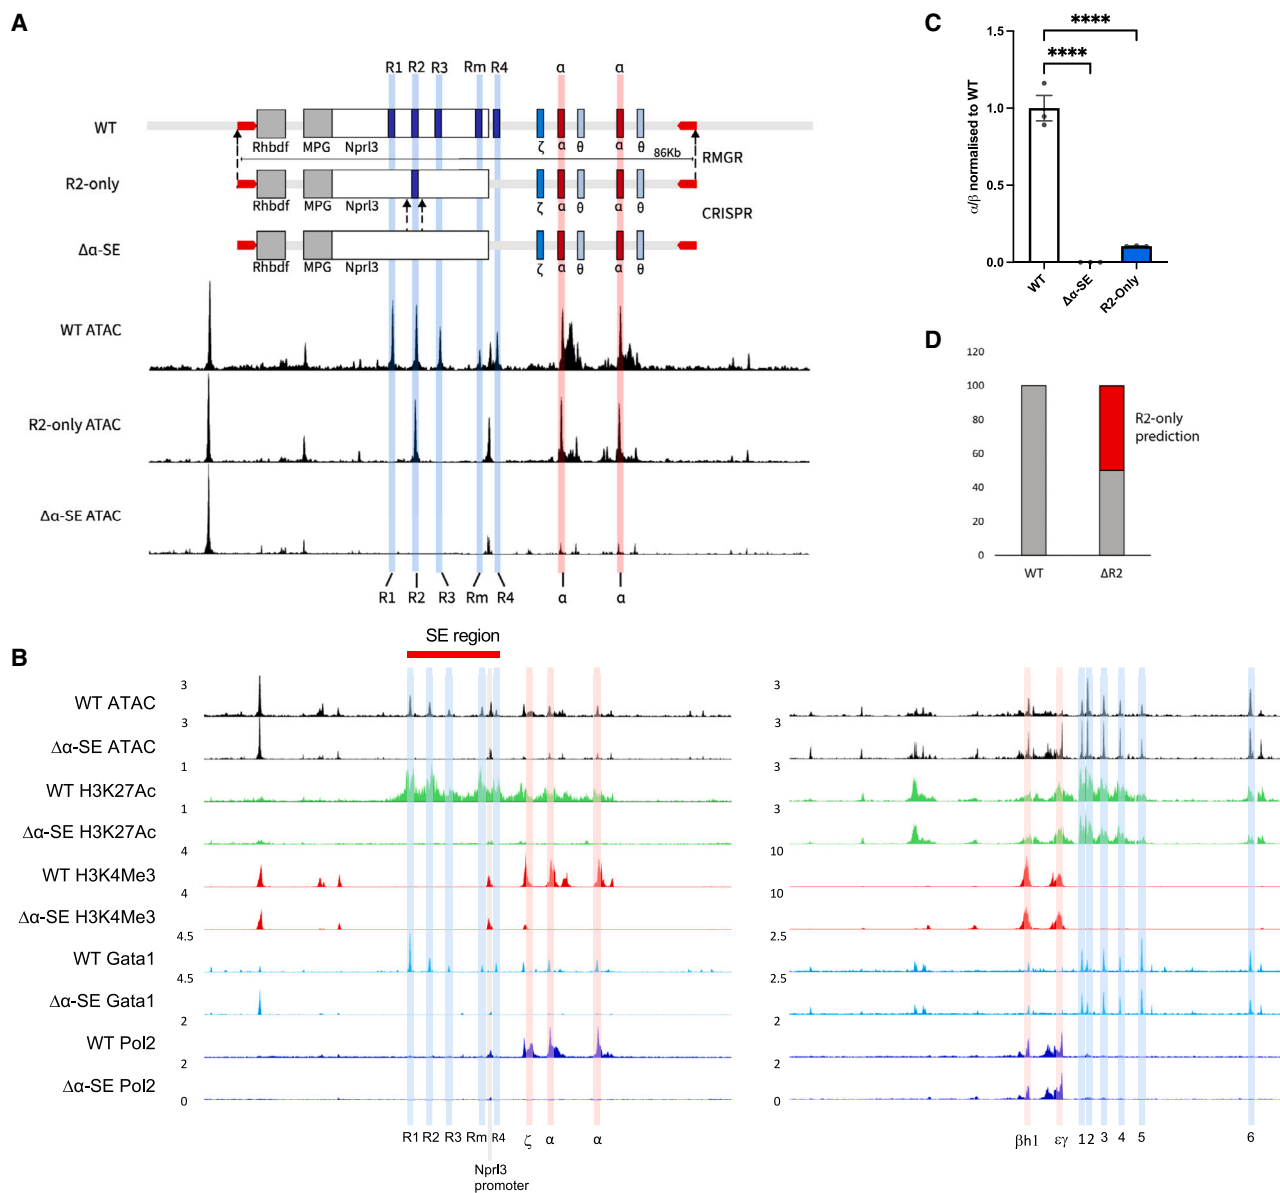 A
R1 R2 R3 Rm R4 α α
WT
Rhbdf MPG Nprl3 ζ α θ α θ
86Kb RMGR
R2-only
Rhbdf MPG Nprl3 ζ α θ α θ
CRISPR
Δα-SE
Rhbdf MPG Nprl3 ζ α θ α θ
WT ATAC
R2-only ATAC
Δα-SE ATAC
R1 R2 R3 Rm R4 α α
C
**** 
****
α/β normalised to WT
1.5
1.0
0.5
0.0
WT Δα-SE R2-Only
D
120
100
80
60
40
20
0
R2-only
prediction
WT ΔR2
B
SE region
WT ATAC 3 3
Δα-SE ATAC 3 3
WT H3K27Ac 1 3
Δα-SE H3K27Ac 1 3
WT H3K4Me3 4 10
Δα-SE H3K4Me3 4 10
WT Gata1 4.5 2.5
Δα-SE Gata1 4.5 2.5
WT Pol2 2 2
Δα-SE Pol2 2 2
0 0
R1 R2 R3 Rm R4 ζ α α
Nprl3
promoter
βh1 εγ 1 2 3 4 5 6